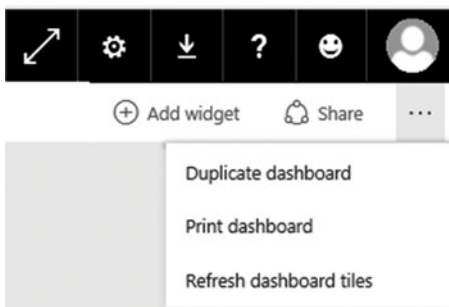 ?
Add widget Share ...
Duplicate dashboard
Print dashboard
Refresh dashboard tiles